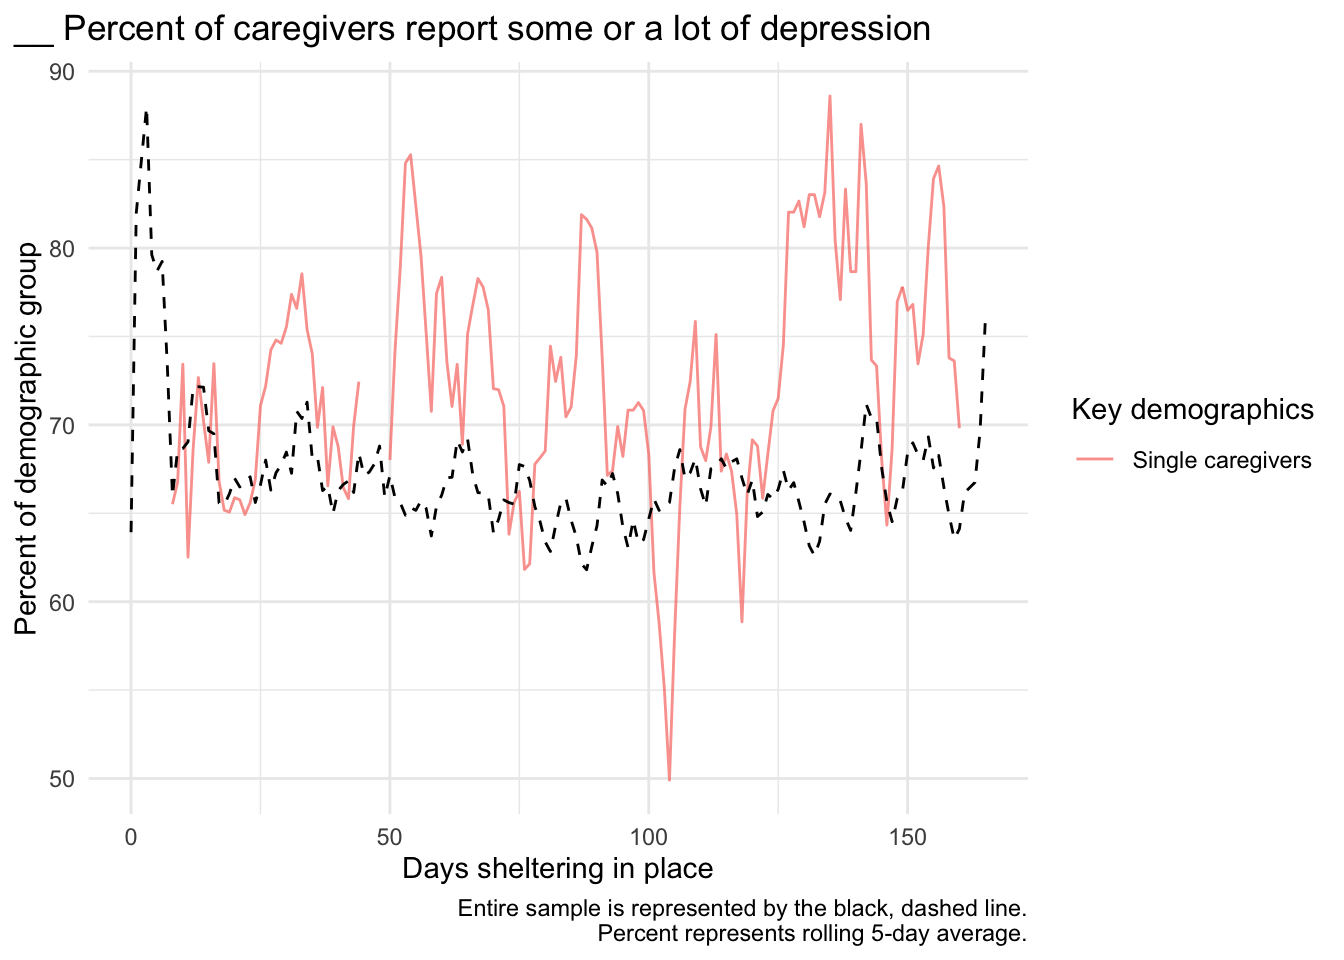 __ Percent of caregivers report some or a lot of depression
90
80
70
60
50
Percent of demographic group
0 50 100 150
Days sheltering in place
Key demographics
Single caregivers
Entire sample is represented by the black, dashed line.
Percent represents rolling 5-day average.